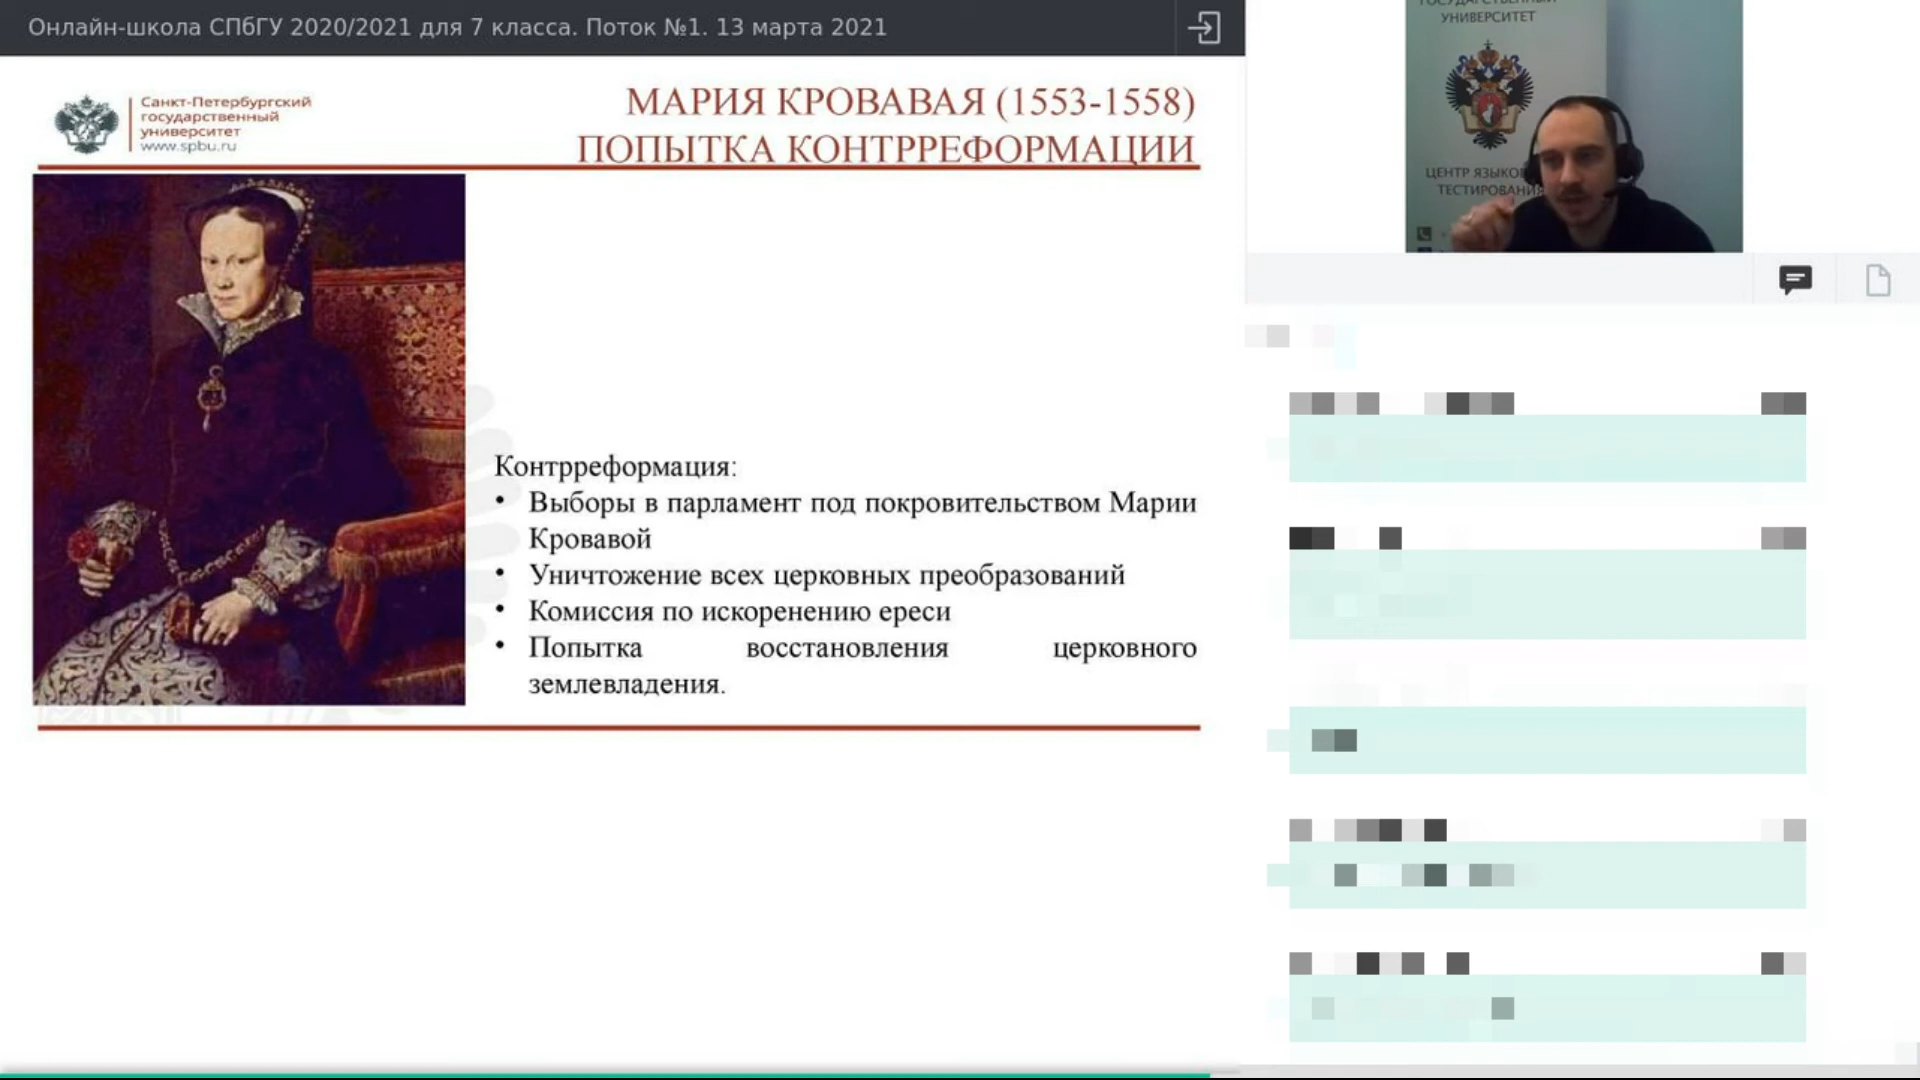 Онлайн-школа СПбГУ 2020/2021 для 7 класса. Поток №1. 13 марта 2021
Санкт-Петербургский
государственный
университет
www.spbu.ru
МАРИЯ КРОВАВАЯ (1553-1558)
ПОПЫТКА КОНТРРЕФОРМАЦИИ
Контрреформация:
• Выборы в парламент под покровительством Марии
Кровавой
• Уничтожение всех церковных преобразований
• Комиссия по искоренению ереси
• Попытка восстановления церковного
землевладения.
УНИВЕРСИТЕТ
ЦЕНТР
ТЕСТИРОВАНИЯ